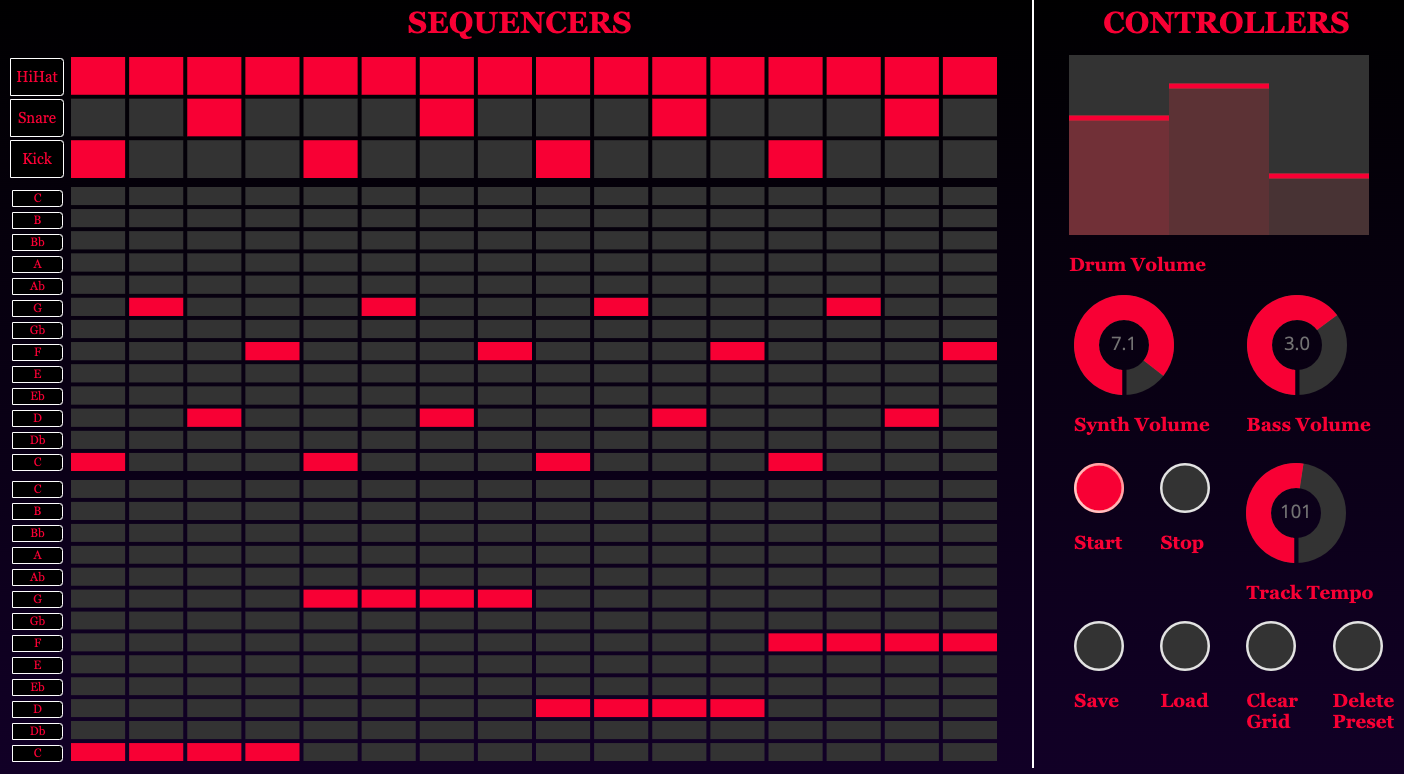 SEQUENCERS
CONTROLLERS
HiHat
Snare
Kick
C
B
Bb
A
Ab
G
Gb
F
E
Eb
D
Db
C
C
B
Bb
A
Ab
G
Gb
F
E
Eb
D
Db
C
Drum Volume
7.1
3.0
Synth Volume
Bass Volume
101
Start
Stop
Track Tempo
Save
Load
Clear
Grid
Delete
Preset